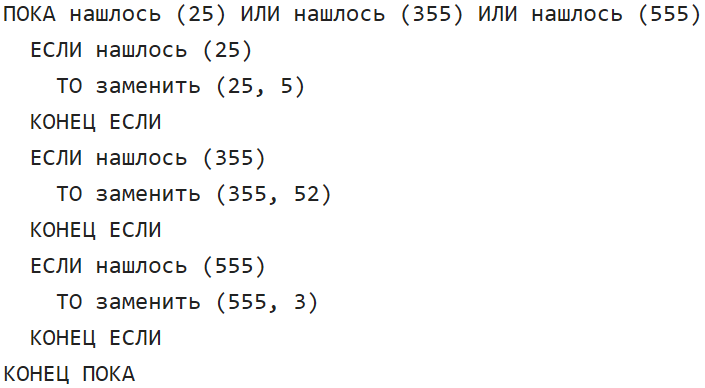 ПОКА нашлось (25) ИЛИ нашлось (355) ИЛИ нашлось (555)
ЕСЛИ нашлось (25)
ТО заменить (25, 5)
КОНЕЦ ЕСЛИ
ЕСЛИ нашлось (355)
ТО заменить (355, 52)
КОНЕЦ ЕСЛИ
ЕСЛИ нашлось (555)
ТО заменить (555, 3)
КОНЕЦ ЕСЛИ
КОНЕЦ ПОКА